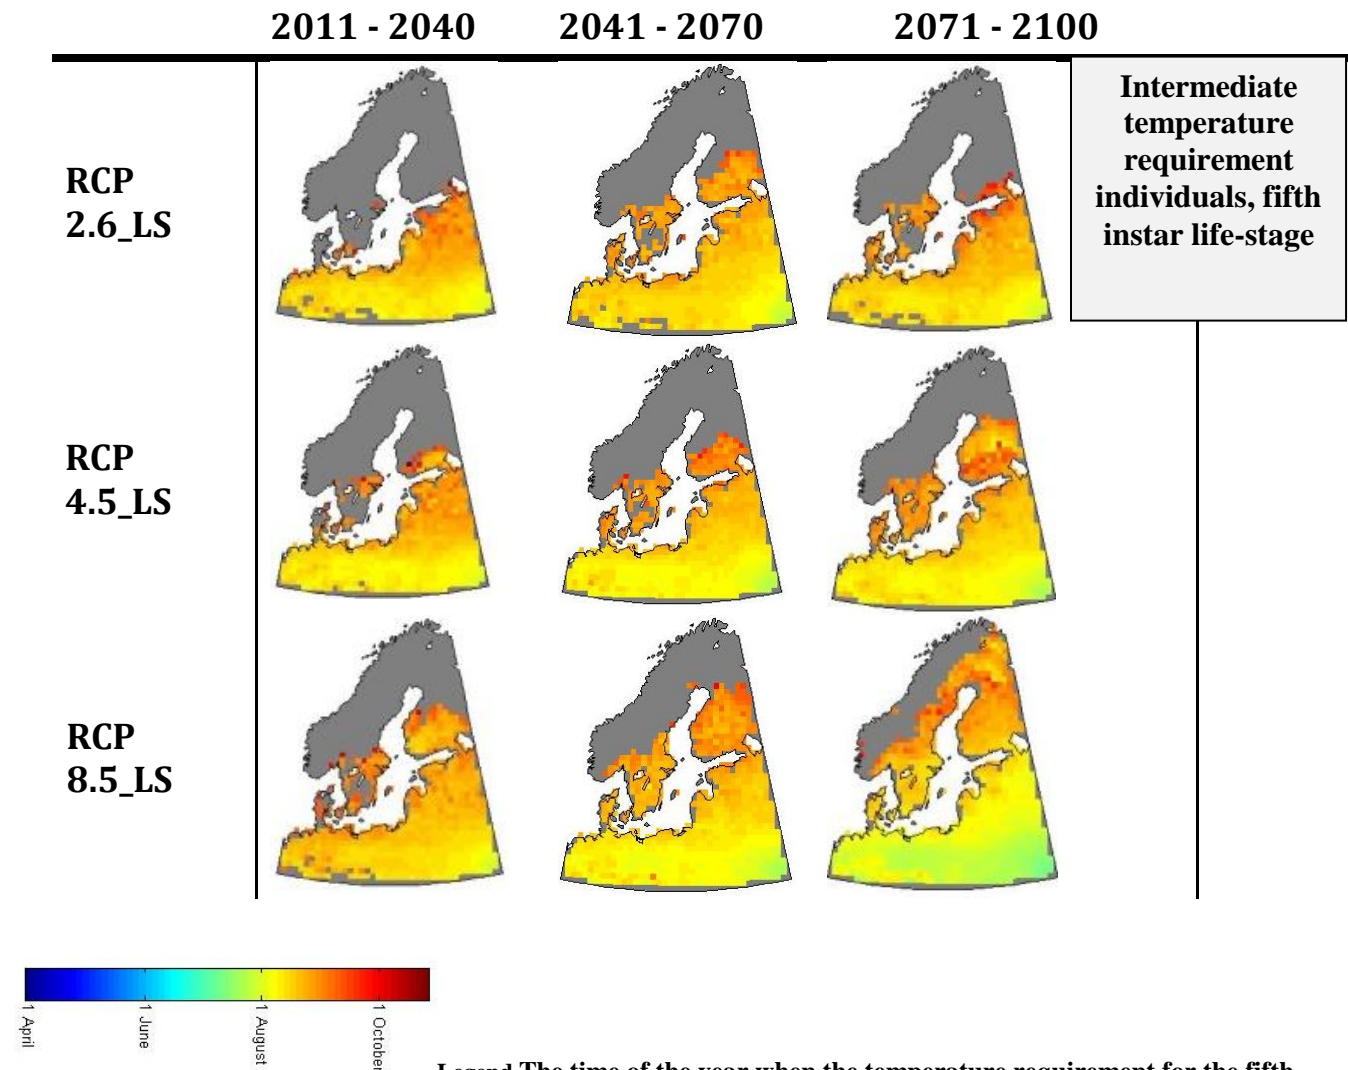 2011 - 2040 2041 - 2070 2071 - 2100
Intermediate
temperature
requirement
individuals, fifth
instar life-stage
RCP
2.6_LS
RCP
4.5_LS
RCP
8.5_LS
1 April 1 June 1 August 1 October
Legend The time of the year when the temperature requirement for the fifth